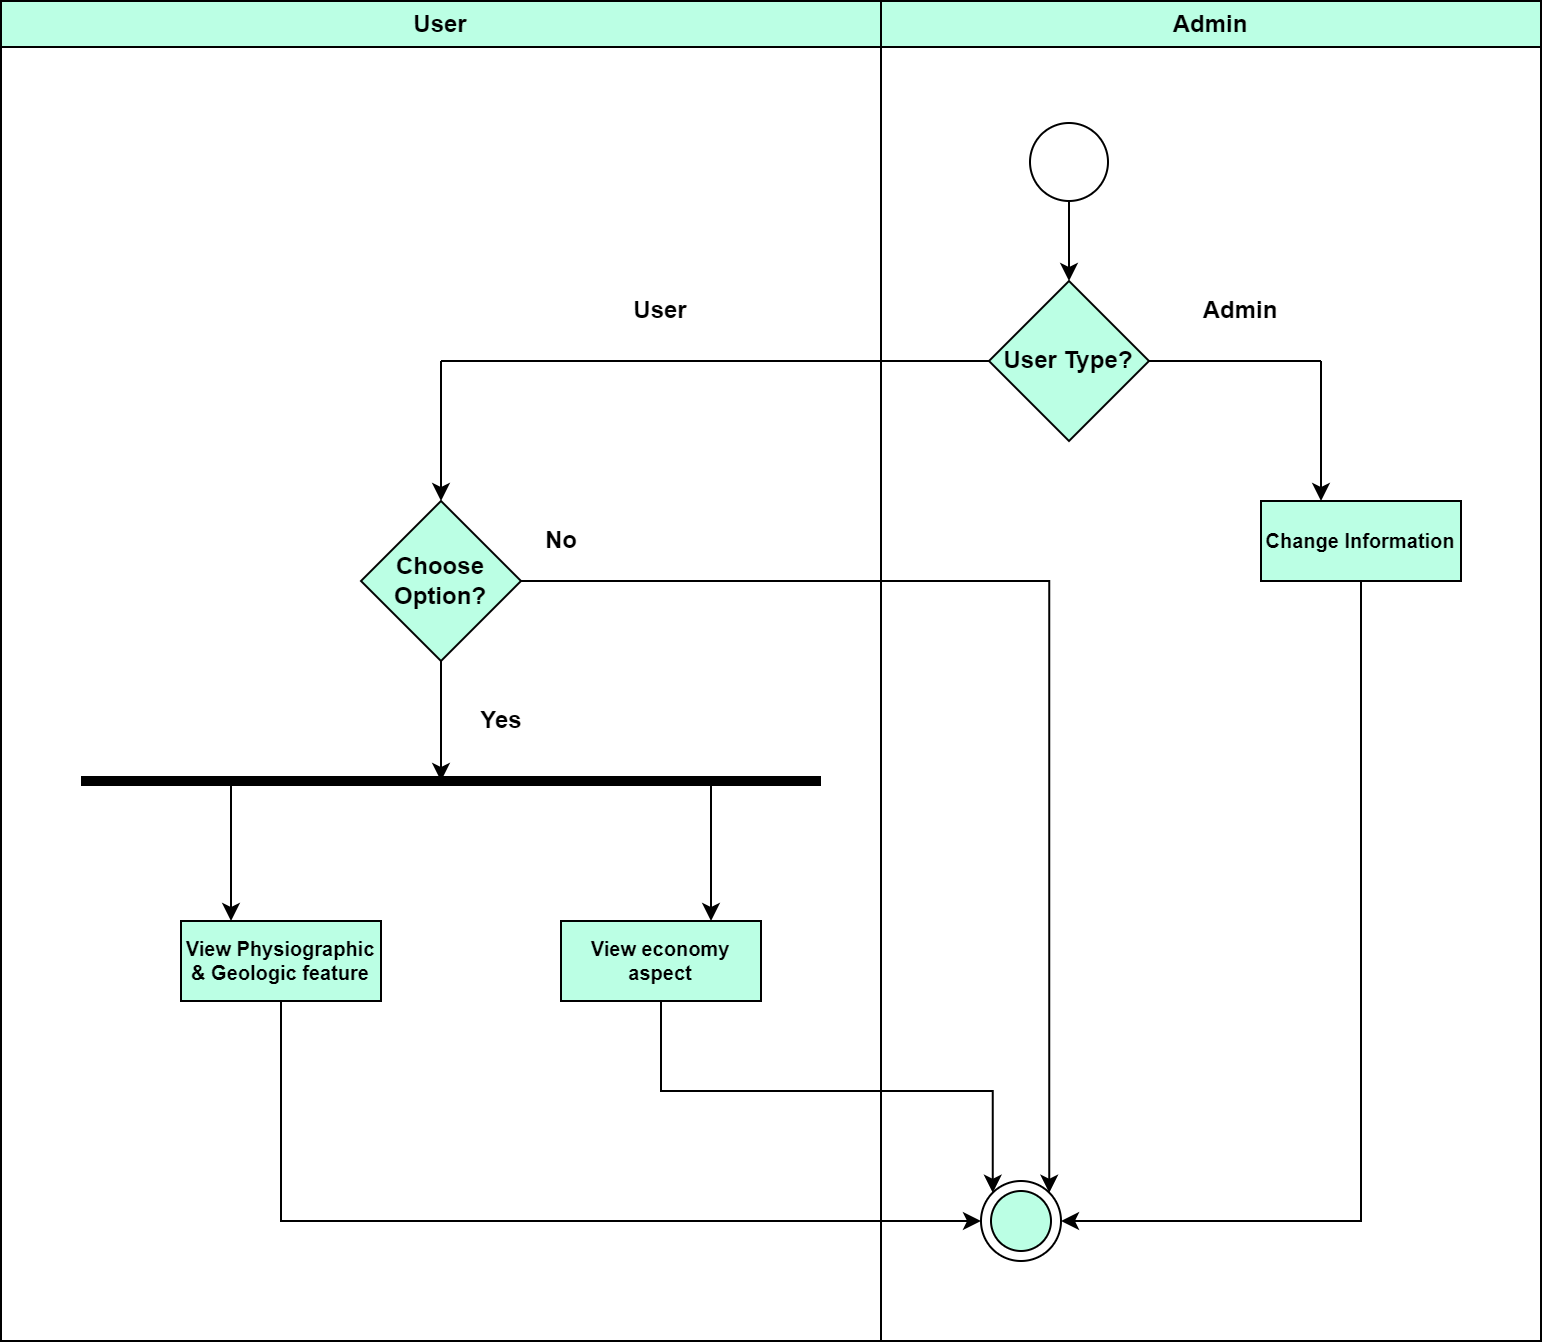 User
Admin
User
Admin
User Type?
No
Choose
Option?
Change Information
Yes
View Physiographic
& Geologic feature
View economy
aspect